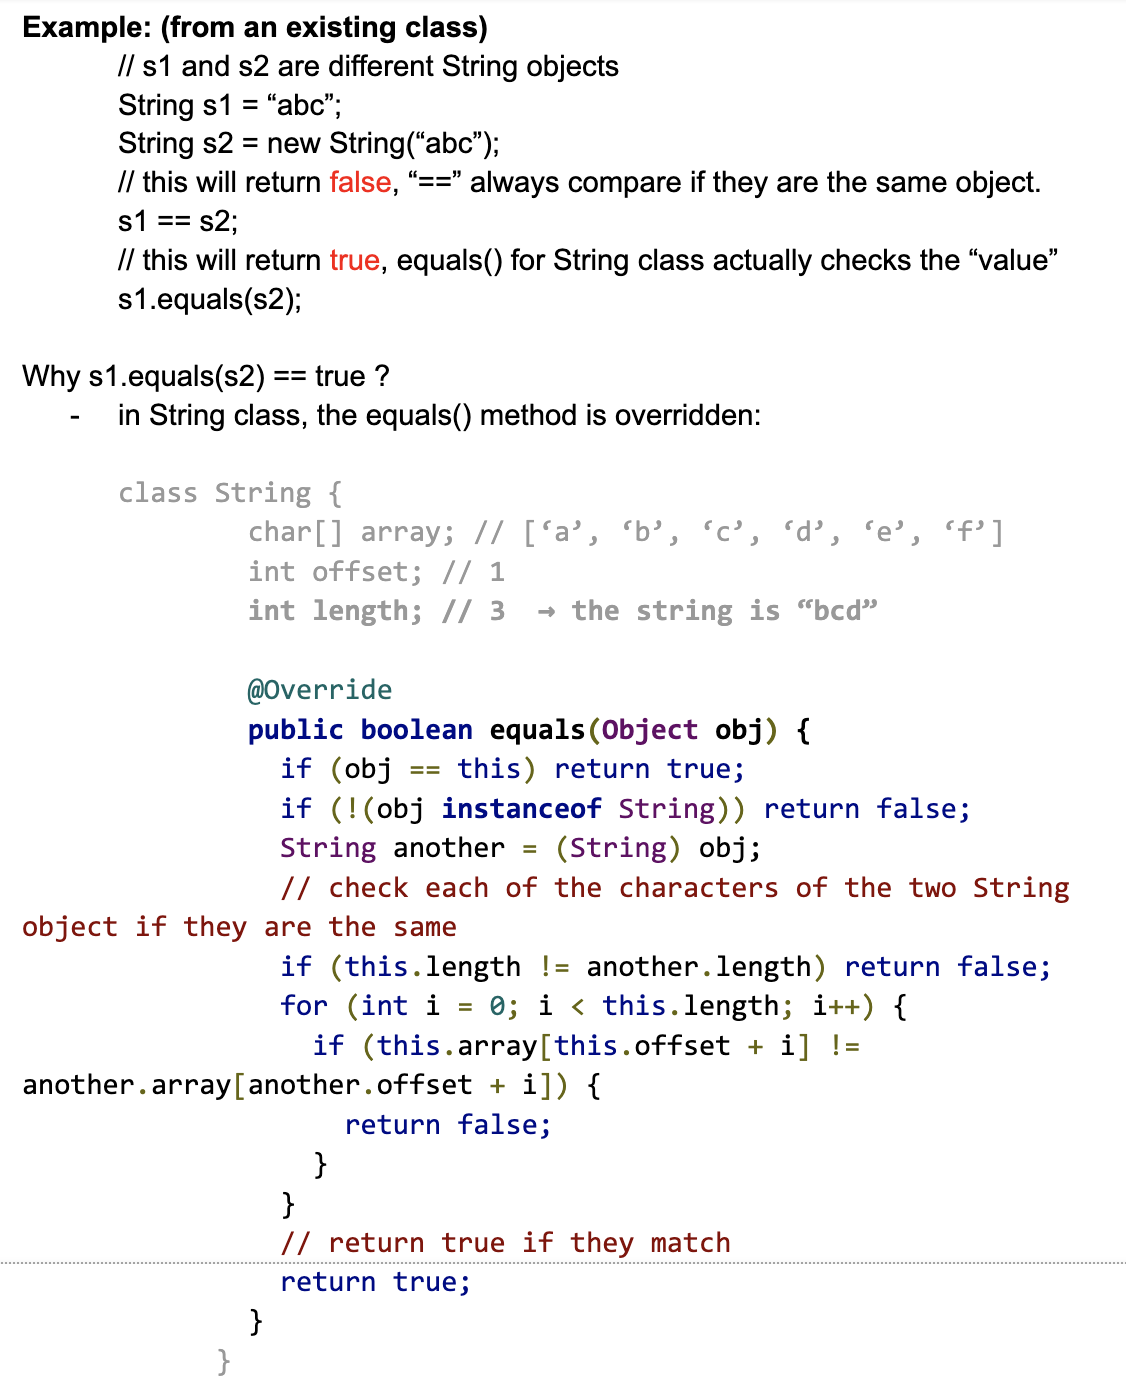 Example: (from an existing class)
// s1 and s2 are different String objects
String s1 = “abc”;
String s2 = new String(“abc”);
// this will return false, “==” always compare if they are the same object.
s1 == s2;
// this will return true, equals() for String class actually checks the “value”
s1.equals(s2);
Why s1.equals(s2) == true ?
- in String class, the equals() method is overridden:
class String {
char[] array; // [‘a’, ‘b’, ‘c’, ‘d’, ‘e’, ‘f’]
int offset; // 1
int length; // 3 → the string is “bcd”
@Override
public boolean equals(Object obj) {
if (obj == this) return true;
if (!(obj instanceof String)) return false;
String another = (String) obj;
// check each of the characters of the two String
object if they are the same
if (this.length != another.length) return false;
for (int i = 0; i < this.length; i++) {
if (this.array[this.offset + i] !=
another.array[another.offset + i]) {
return false;
}
}
// return true if they match
return true;
}
}